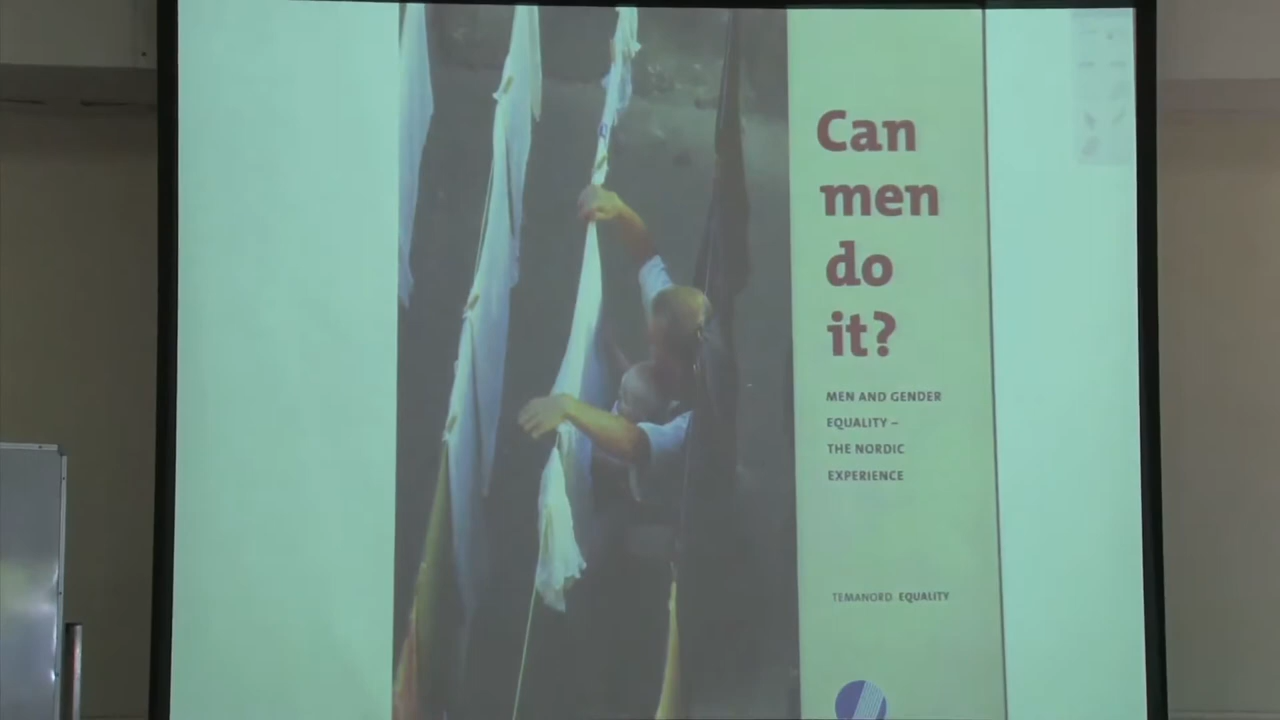 Can
men
do
it?
MEN AND GENDER
EQUALITY –
THE NORDIC
EXPERIENCE
TEMANORD EQUALITY